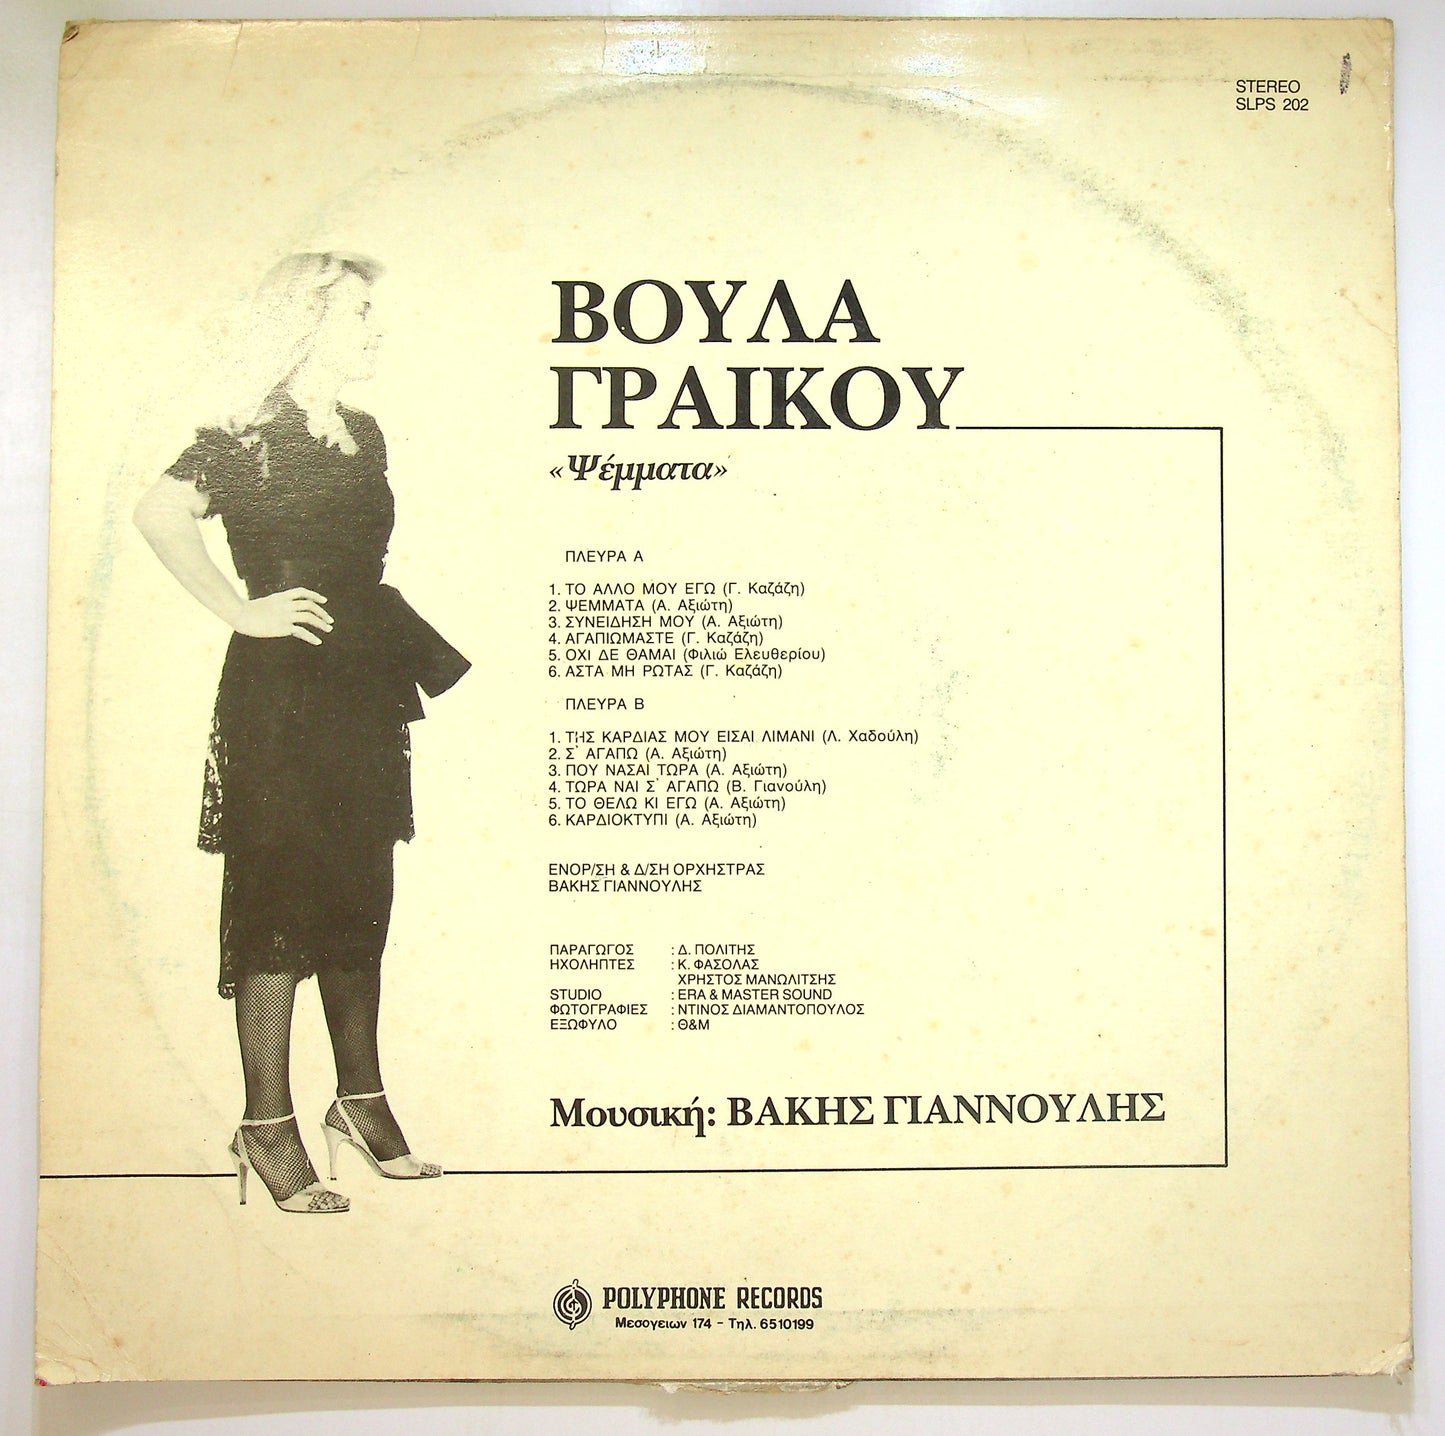 STEREO
SLPS 202
ΒΟΥΛΑ
ΓΡΑΙΚΟΥ
«Ψέμματα»
ΠΛΕΥΡΑ Α
1. ΤΟ ΑΛΛΟ ΜΟΥ ΕΓΩ (Γ. Καζάζη)
2. ΨΕΜΜΑΤΑ (Α. Αξιώτη)
3. ΣΥΝΕΙΔΗΣΗ ΜΟΥ (Α. Αξιώτη)
4. ΑΓΑΠΙΩΜΑΣΤΕ (Γ. Καζάζη)
5. ΟΧΙ ΔΕ ΘΑΜΑΙ (Φιλιώ Ελευθερίου)
6. ΑΣΤΑ ΜΗ ΡΩΤΑΣ (Γ. Καζάζη)
ΠΛΕΥΡΑ Β
1. ΤΗΣ ΚΑΡΔΙΑΣ ΜΟΥ ΕΙΣΑΙ ΛΙΜΑΝΙ (Λ. Χαδούλη)
2. Σ' ΑΓΑΠΩ (Α. Αξιώτη)
3. ΠΟΥ ΝΑΣΑΙ ΤΩΡΑ (Α. Αξιώτη)
4. ΤΩΡΑ ΝΑΙ Σ' ΑΓΑΠΩ (Β. Γιανούλη)
5. ΤΟ ΘΕΛΩ ΚΙ ΕΓΩ (Α. Αξιώτη)
6. ΚΑΡΔΙΟΚΤΥΠΙ (Α. Αξιώτη)
ΕΝΟΡ/ΣΗ & Δ/ΣΗ ΟΡΧΗΣΤΡΑΣ
ΒΑΚΗΣ ΓΙΑΝΝΟΥΛΗΣ
ΠΑΡΑΓΩΓΟΣ : Δ. ΠΟΛΙΤΗΣ
ΗΧΟΛΗΠΤΕΣ : Κ. ΦΑΣΟΛΑΣ
ΧΡΗΣΤΟΣ ΜΑΝΩΛΙΤΣΗΣ
STUDIO : ERA & MASTER SOUND
ΦΩΤΟΓΡΑΦΙΕΣ : ΝΤΙΝΟΣ ΔΙΑΜΑΝΤΟΠΟΥΛΟΣ
ΕΞΩΦΥΛΟ : Θ&Μ
Μουσική: ΒΑΚΗΣ ΓΙΑΝΝΟΥΛΗΣ
POLYPHONE RECORDS
Μεσογειων 174 - Τηλ. 6510199